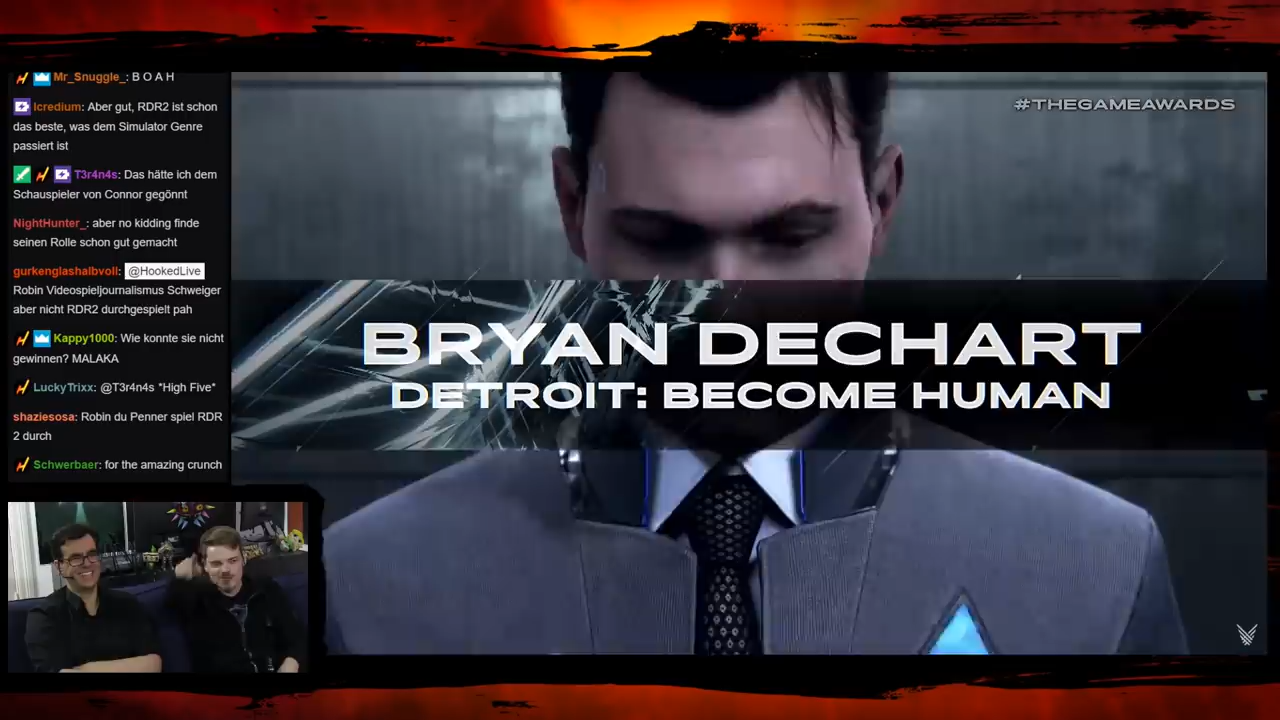 Mr_Snuggle_: B O A H
Icredium: Aber gut, RDR2 ist schon
das beste, was dem Simulator Genre
passiert ist
T3r4n4s: Das hätte ich dem
Schauspieler von Connor gegönnt
NightHunter_: aber no kidding finde
seinen Rolle schon gut gemacht
gurkenglashalbvoll: @HookedLive
Robin Videospieljournalismus Schweiger
aber nicht RDR2 durchgespielt pah
Kappy1000: Wie konnte sie nicht
gewinnen? MALAKA
LuckyTrixx: @T3r4n4s *High Five*
shaziesosa: Robin du Penner spiel RDR
2 durch
Schwerbaer: for the amazing crunch
#THEGAMEAWARDS
BRYAN DECHART
DETROIT: BECOME HUMAN